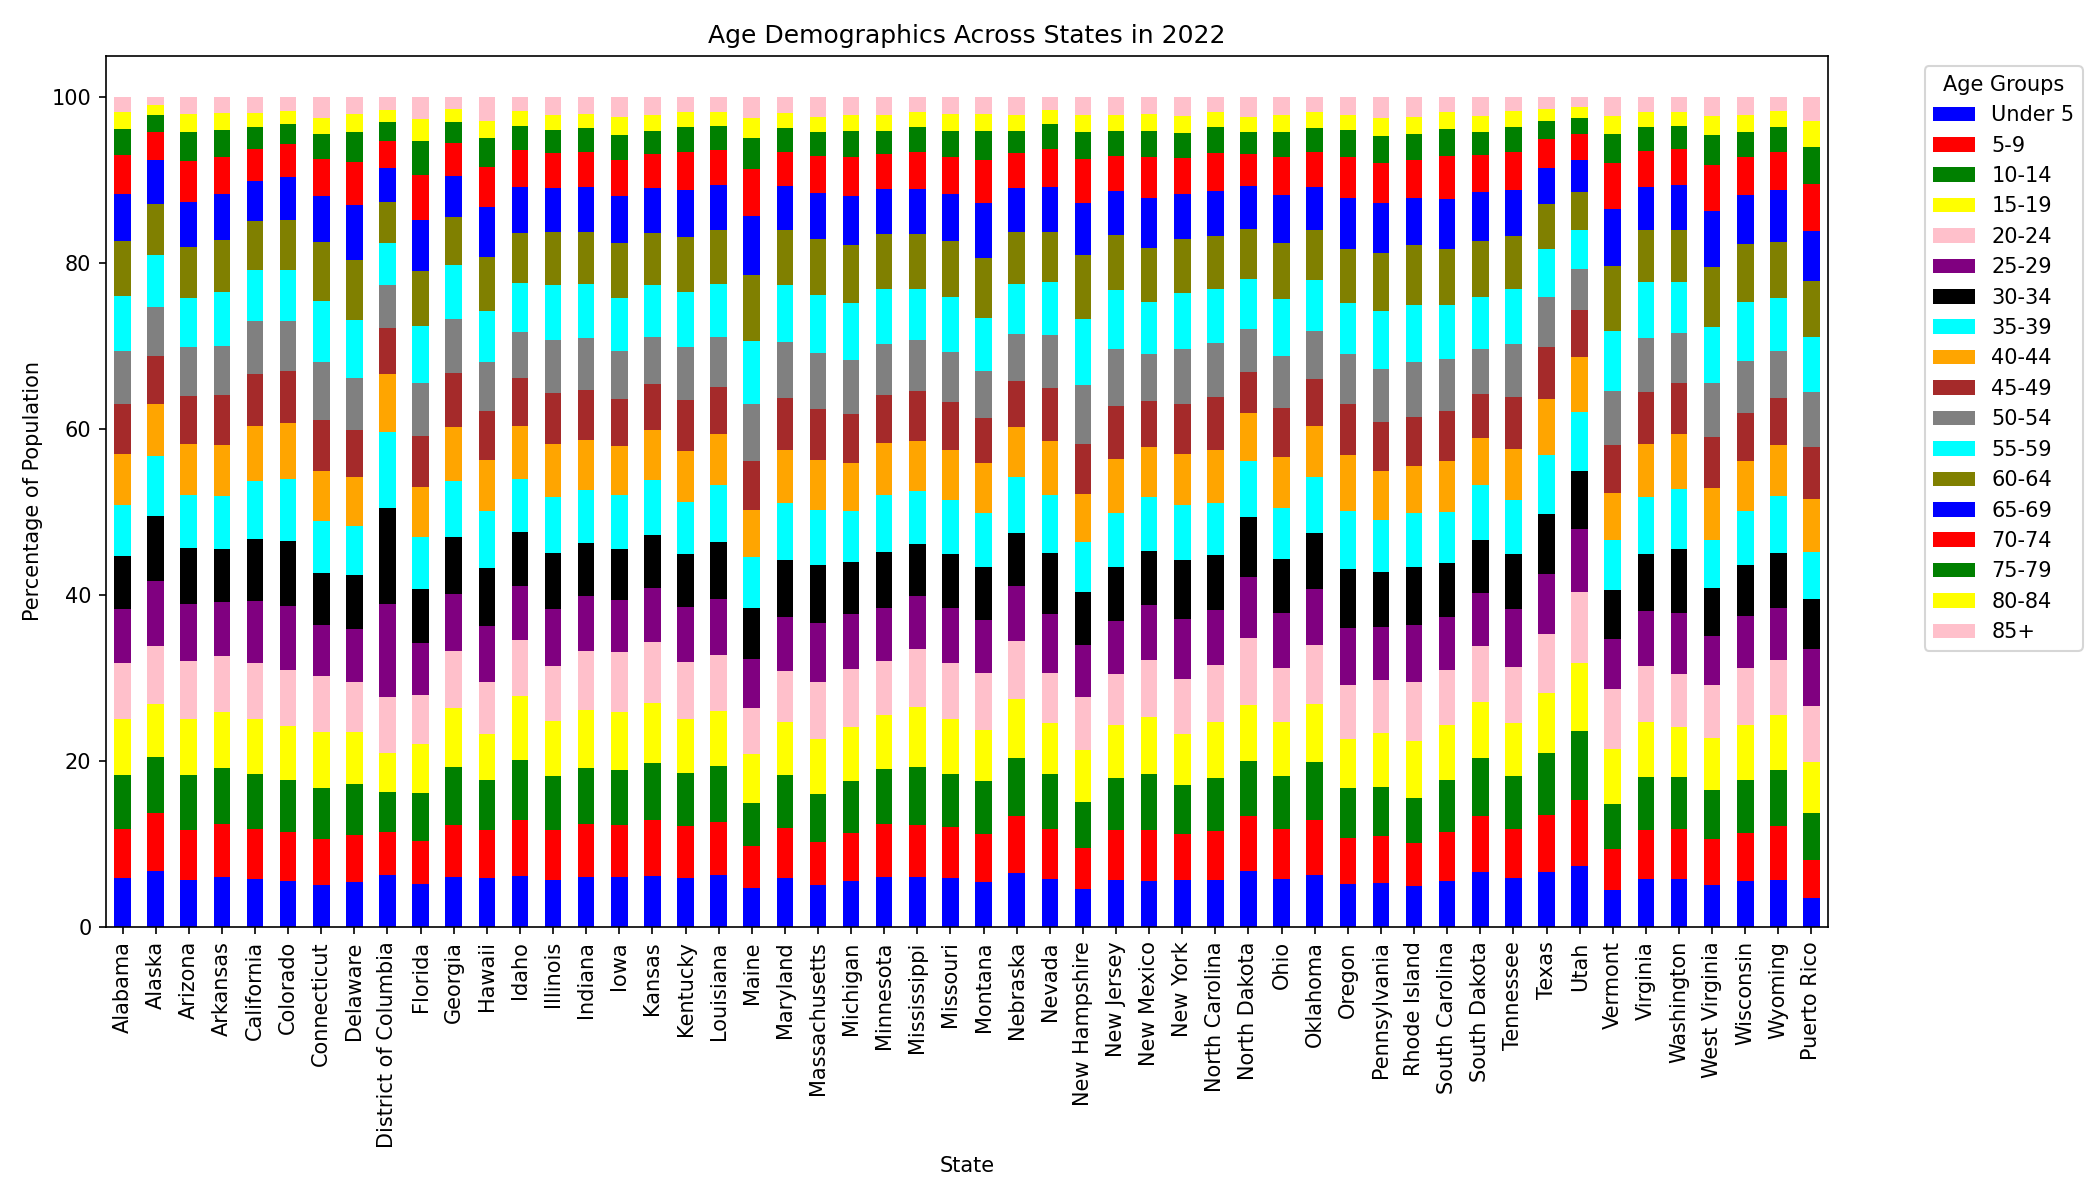 Age Demographics Across States in 2022
Percentage of Population
100
80
60
40
20
0
Alabama
Alaska
Arizona
Arkansas
California
Colorado
Connecticut
Delaware
District of Columbia
Florida
Georgia
Hawaii
Idaho
Illinois
Indiana
Iowa
Kansas
Kentucky
Louisiana
Maine
Maryland
Massachusetts
Michigan
Minnesota
Mississippi
Missouri
Montana
Nebraska
Nevada
New Hampshire
New Jersey
New Mexico
New York
North Carolina
North Dakota
Ohio
Oklahoma
Oregon
Pennsylvania
Rhode Island
South Carolina
South Dakota
Tennessee
Texas
Utah
Vermont
Virginia
Washington
West Virginia
Wisconsin
Wyoming
Puerto Rico
State
Age Groups
Under 5
5-9
10-14
15-19
20-24
25-29
30-34
35-39
40-44
45-49
50-54
55-59
60-64
65-69
70-74
75-79
80-84
85+